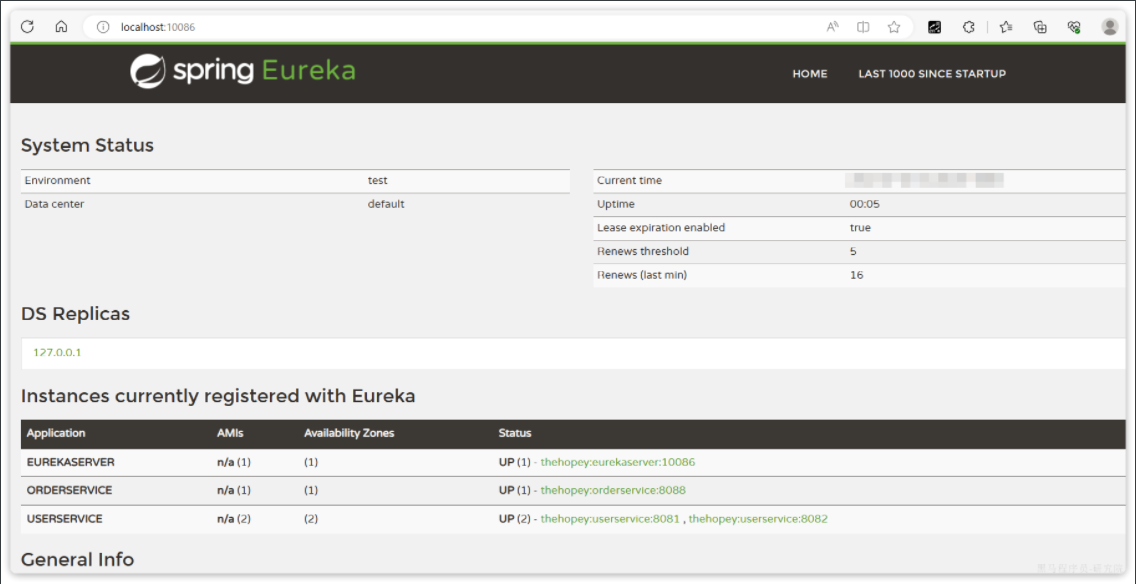 localhost:10086
spring Eureka
HOME LAST 1000 SINCE STARTUP
System Status
Environment test
Data center default
Current time
Uptime 00:05
Lease expiration enabled true
Renews threshold 5
Renews (last min) 16
DS Replicas
127.0.0.1
Instances currently registered with Eureka
Application AMIs Availability Zones Status
EUREKASERVER n/a (1) (1) UP (1) - thehopey:eurekaserver:10086
ORDERSERVICE n/a (1) (1) UP (1) - thehopey:orderservice:8088
USERSERVICE n/a (2) (2) UP (2) - thehopey:userservice:8081 , thehopey:userservice:8082
General Info